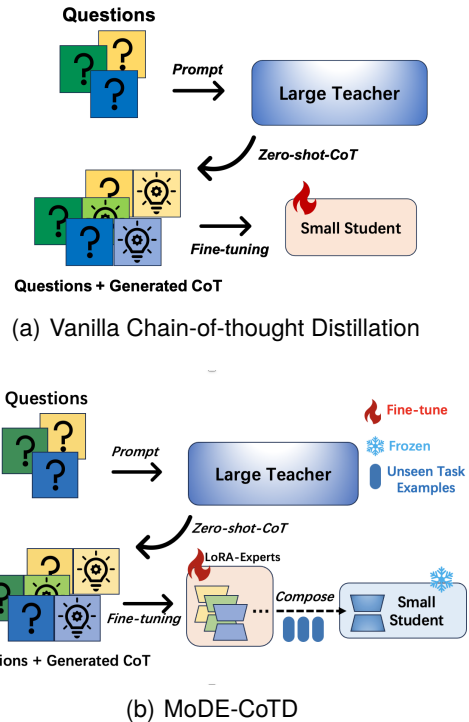 Questions
Prompt
Large Teacher
Zero-shot-CoT
Fine-tuning
Small Student
Questions + Generated CoT
(a) Vanilla Chain-of-thought Distillation
Questions
Fine-tune
Prompt
Frozen
Large Teacher
Unseen Task
Examples
Zero-shot-CoT
LoRA-Experts
Compose
Fine-tuning
...
Small
Student
ions + Generated CoT
(b) MoDE-CoTD